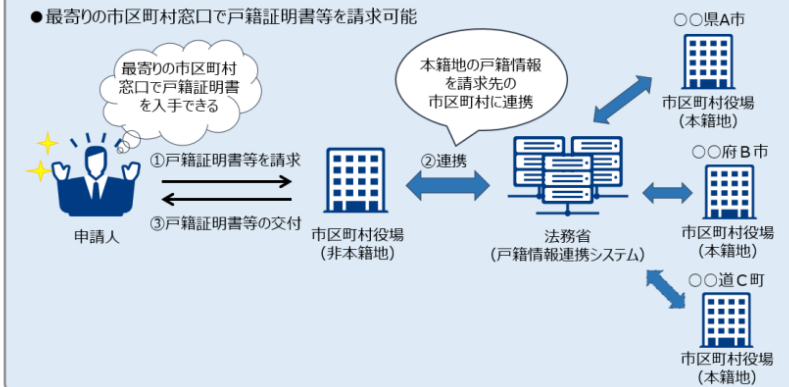 ●最寄りの市区町村窓口で戸籍証明書等を請求可能
最寄りの市区町村
窓口で戸籍証明書
を入手できる
本籍地の戸籍情報
を請求先の
市区町村に連携
○○県A市
市区町村役場
(本籍地)
①戸籍証明書等を請求
②連携
③戸籍証明書等の交付
申請人
市区町村役場
(非本籍地)
法務省
(戸籍情報連携システム)
○○府B市
市区町村役場
(本籍地)
○○道C町
市区町村役場
(本籍地)